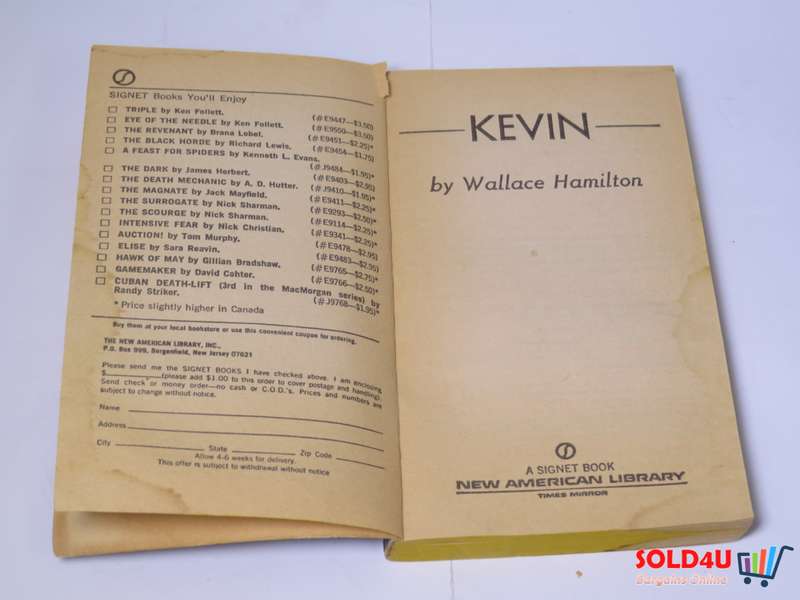 SIGNET Books You'll Enjoy
TRIPLE by Ken Follett. (#E9447—$3.50)
EYE OF THE NEEDLE by Ken Follett. (#E9550—$3.50)
THE REVENANT by Brana Lobel. (#E9451—$2.25)*
THE BLACK HORDE by Richard Lewis. (#E9454—$1.75)
A FEAST FOR SPIDERS by Kenneth L. Evans.
(#J9484—$1.95)*
THE DARK by James Herbert. (#E9403—$2.95)
THE DEATH MECHANIC by A. D. Hutter. (#J9410—$1.95)*
THE MAGNATE by Jack Mayfield. (#E9411—$2.25)*
THE SURROGATE by Nick Sharman. (#E9293—$2.50)*
THE SCOURGE by Nick Sharman. (#E9114—$2.25)*
INTENSIVE FEAR by Nick Christian. (#E9341—$2.25)*
AUCTION! by Tom Murphy. (#E9478—$2.95)
ELISE by Sara Reavin. (#E9483—$2.95)
HAWK OF MAY by Gillian Bradshaw. (#E9765—$2.75)*
GAMEMAKER by David Cohter. (#E9766—$2.50)*
CUBAN DEATH-LIFT (3rd in the MacMorgan series) by
Randy Striker. (#J9768—$1.95)*
*Price slightly higher in Canada
Buy them at your local bookstore or use this convenient coupon for ordering.
THE NEW AMERICAN LIBRARY, INC.,
P.O. Box 999, Bergenfield, New Jersey 07621
Please send me the SIGNET BOOKS I have checked above. I am enclosing
$ (please add $1.00 to this order to cover postage and handling).
Send check or money order—no cash or C.O.D.'s. Prices and numbers are
subject to change without notice.
Name
Address
City State Zip Code
Allow 4-6 weeks for delivery.
This offer is subject to withdrawal without notice
KEVIN
by Wallace Hamilton
A SIGNET BOOK
NEW AMERICAN LIBRARY
TIMES MIRROR
SOLD4U
Bargains Online